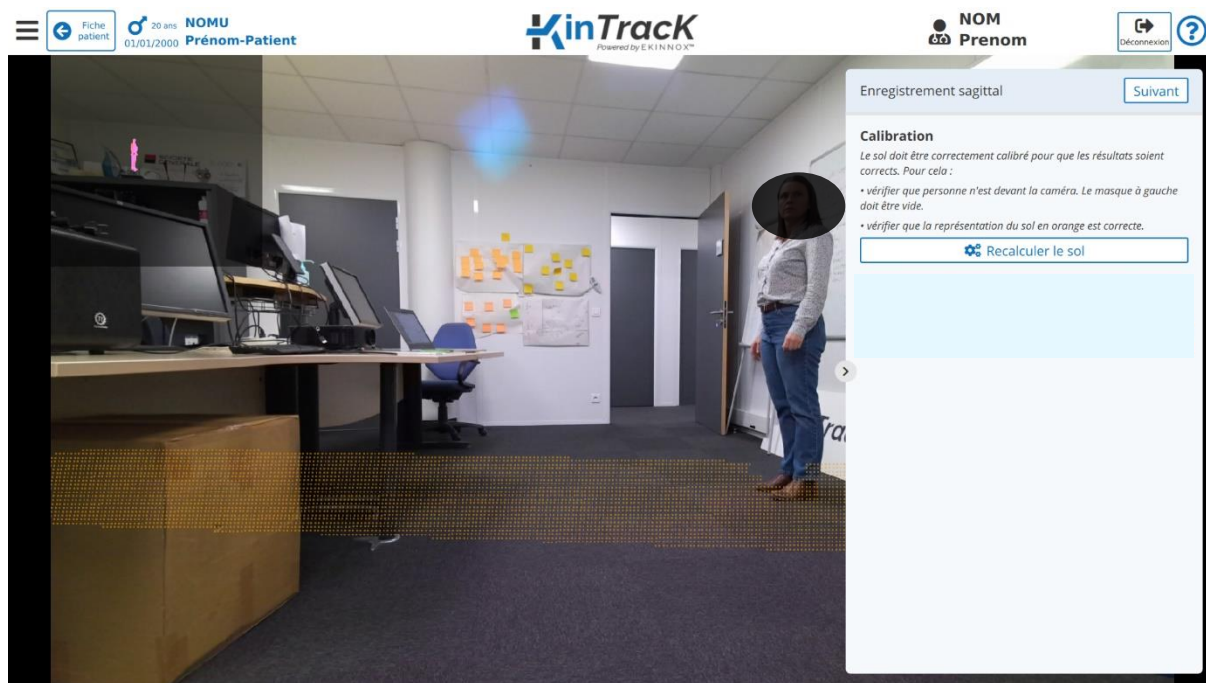 Fiche
patient
20 ans NOMU
01/01/2000 Prénom-Patient
KinTracK
Powered by EKINNOX™
NOM
Prenom
Déconnexion
?
Enregistrement sagittal
Suivant
Calibration
Le sol doit être correctement calibré pour que les résultats soient
corrects. Pour cela :
• vérifier que personne n'est devant la caméra. Le masque à gauche
doit être vide.
• vérifier que la représentation du sol en orange est correcte.
Recalculer le sol
SOCIETE
GENERALE